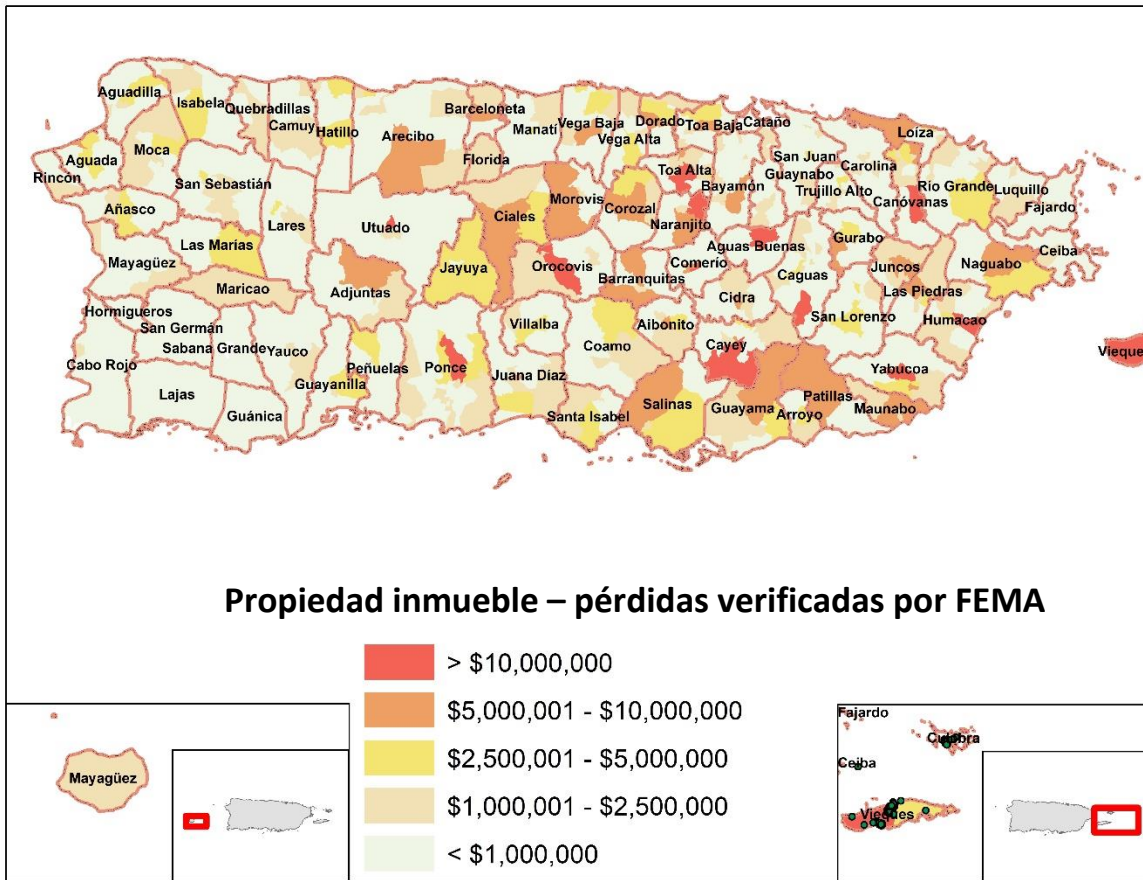 Aguadilla
Isabela
Quebradillas
Camuy
Hatillo
Arecibo
Barceloneta
Manatí
Vega Baja
Vega Alta
Dorado
Toa Baja
Cataño
San Juan
Guaynabo
Carolina
Loíza
Trujillo Alto
Canóvanas
Río Grande
Luquillo
Fajardo
Aguada
Rincón
Moca
San Sebastián
Florida
Toa Alta
Bayamón
Añasco
Lares
Utuado
Ciales
Morovis
Corozal
Naranjito
Aguas Buenas
Gurabo
Ceiba
Las Marías
Mayagüez
Maricao
Adjuntas
Jayuya
Orocovis
Barranquitas
Comerío
Caguas
Juncos
Naguabo
Las Piedras
Cidra
Hormigueros
San Germán
Sabana Grande
Yauco
Villalba
Aibonito
San Lorenzo
Humacao
Vieques
Cabo Rojo
Lajas
Guánica
Guayanilla
Peñuelas
Ponce
Juana Díaz
Coamo
Cayey
Yabucoa
Santa Isabel
Salinas
Guayama
Arroyo
Patillas
Maunabo
Propiedad inmueble – pérdidas verificadas por FEMA
> $10,000,000
$5,000,001 - $10,000,000
$2,500,001 - $5,000,000
$1,000,001 - $2,500,000
< $1,000,000
Mayagüez
Fajardo
Culebra
Ceiba
Vieques